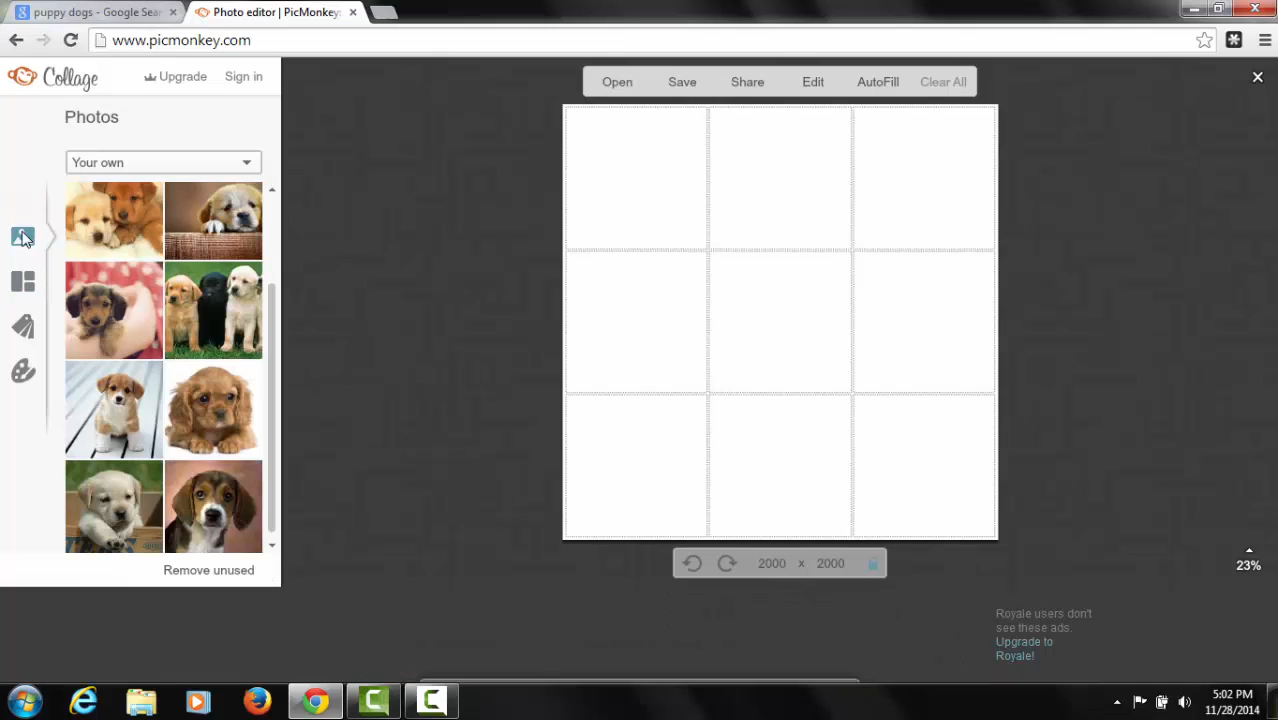 puppy dogs - Google Sear
Photo editor | PicMonkey:
www.picmonkey.com
Collage
Upgrade
Sign in
Open
Save
Share
Edit
AutoFill
Clear All
Photos
Your own
Remove unused
2000 x 2000
23%
Royale users don't
see these ads.
Upgrade to
Royale!
5:02 PM
11/28/2014